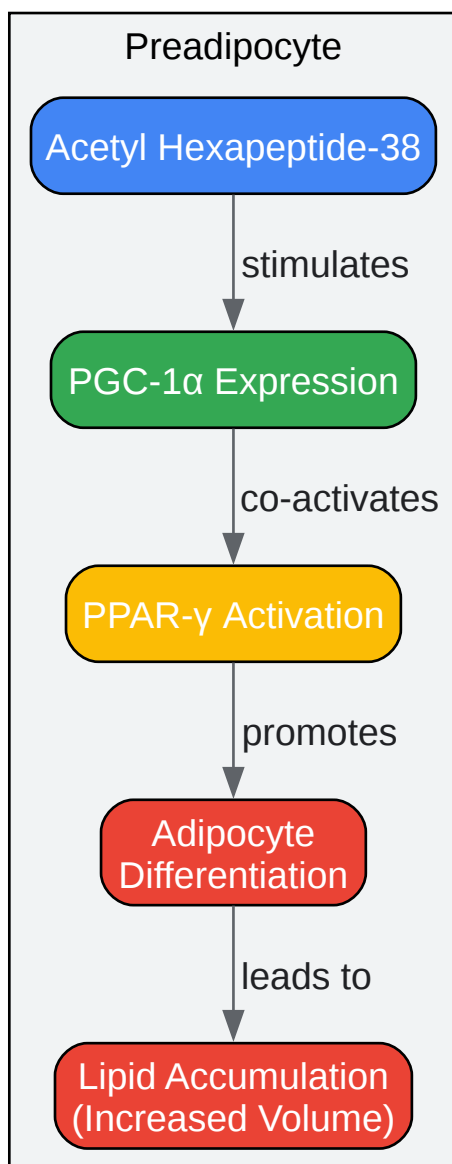 Preadipocyte
Acetyl Hexapeptide-38
stimulates
PGC-1α Expression
co-activates
PPAR-γ Activation
promotes
Adipocyte
Differentiation
leads to
Lipid Accumulation
(Increased Volume)